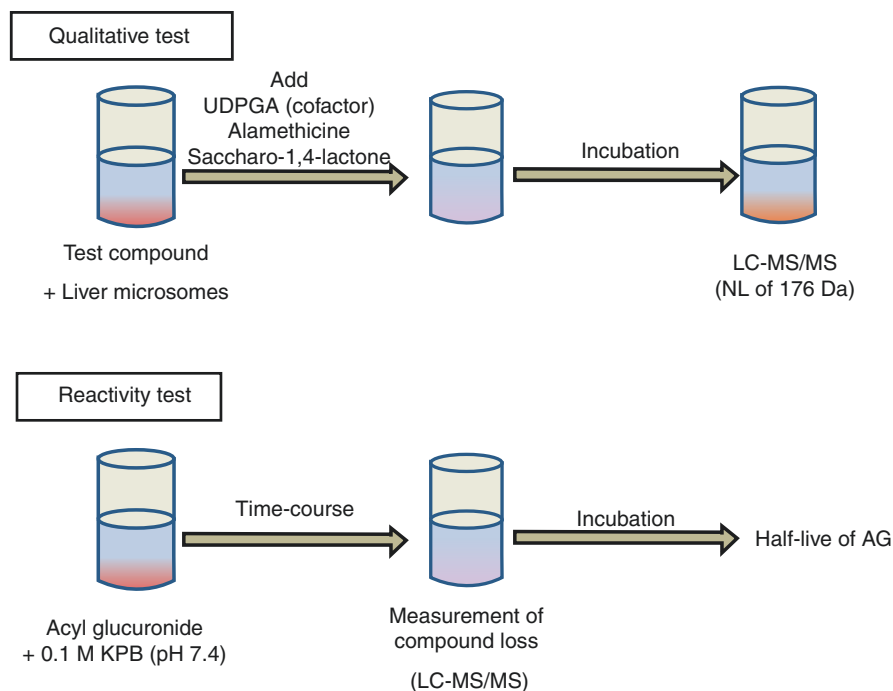 Qualitative test
Add
UDPGA (cofactor)
Alamethicine
Saccharo-1,4-lactone
Incubation
Test compound
+ Liver microsomes
LC-MS/MS
(NL of 176 Da)
Reactivity test
Time-course
Incubation
Half-live of AG
Acyl glucuronide
+ 0.1 M KPB (pH 7.4)
Measurement of
compound loss
(LC-MS/MS)